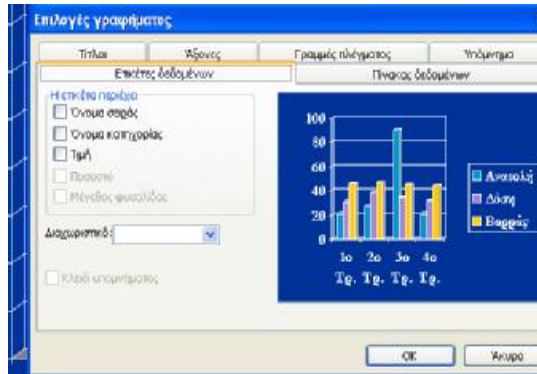 Επιλογές γραφήματος
Τίτλοι Άξονες Γραμμές πλέγματος Υπόμνημα
Ετικέτες δεδομένων Πίνακας δεδομένων
Η ετικέτα περιέχει
Όνομα σειράς
Όνομα κατηγορίας
Τιμή
Ποσοστό
Μέγεθος φυσαλίδας
Διαχωριστικό:
Κλειδί υπομνήματος
100
80
60
40
20
0
1ο 2ο 3ο 4ο
Τρ. Τρ. Τρ. Τρ.
Ανατολή
Δύση
Βορράς
OK Άκυρο